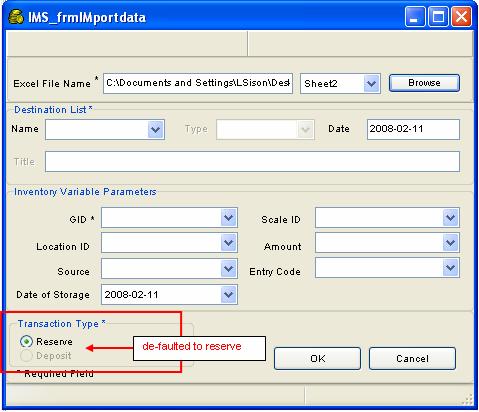 IMS_frmIMportdata
Excel File Name * C:\Documents and Settings\LSison\Desk Sheet2 Browse
Destination List *
Name Type Date 2008-02-11
Title
Inventory Variable Parameters
GID * Scale ID
Location ID Amount
Source Entry Code
Date of Storage 2008-02-11
Transaction Type *
Reserve
de-faulted to reserve
Deposit
OK Cancel
* Required Field